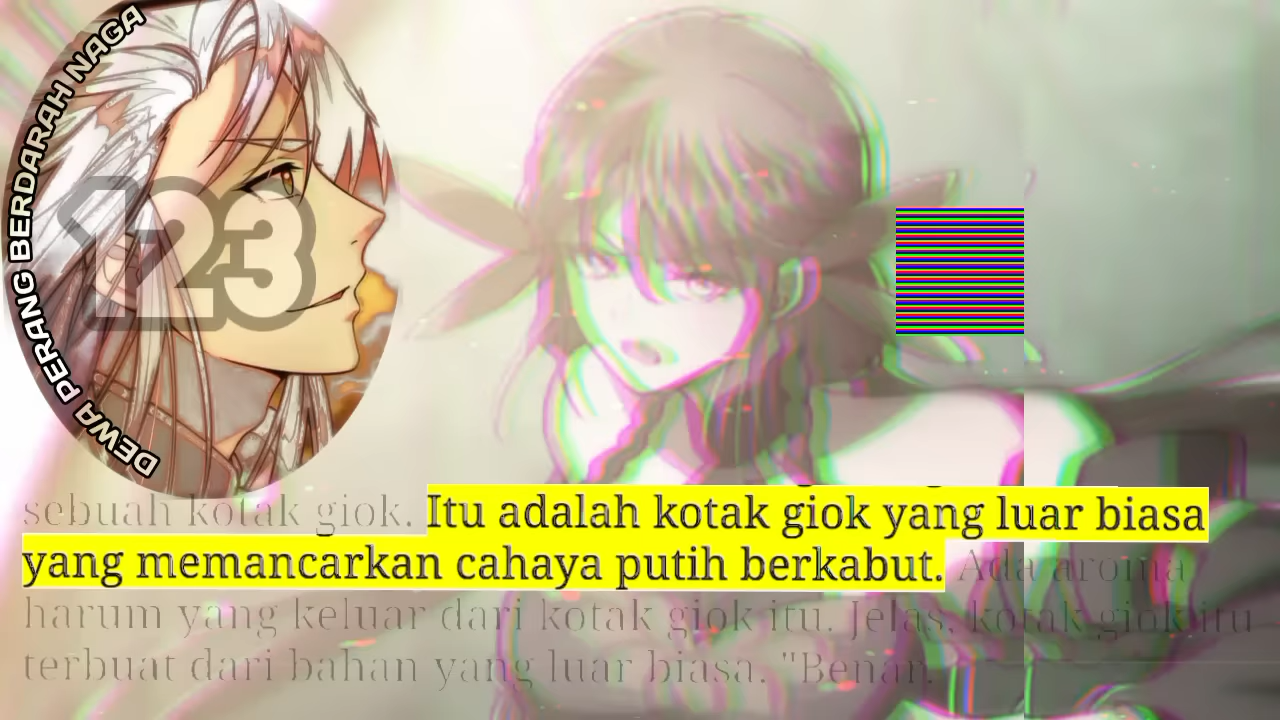 DEWA PERANG BERDARAH NAGA
123
sebuah kotak giok. Itu adalah kotak giok yang luar biasa
yang memancarkan cahaya putih berkabut. Ada aroma
harum yang keluar dari kotak giok itu. Jelas, kotak giok itu
terbuat dari bahan yang luar biasa. "Benar.